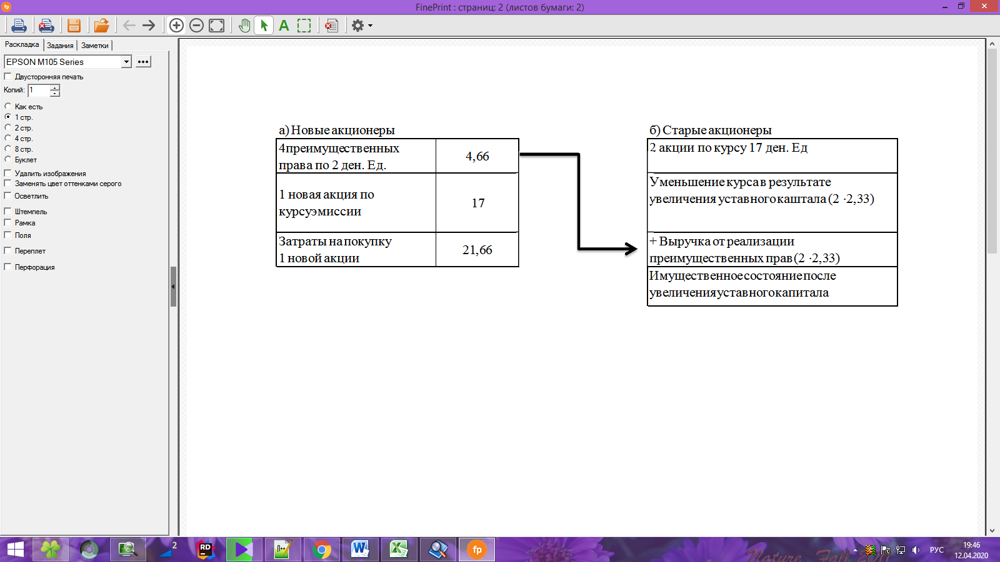 FinePrint : страниц: 2 (листов бумаги: 2)
Раскладка Задания Заметки
EPSON M105 Series
Двусторонняя печать
Копий: 1
Как есть
1 стр.
2 стр.
4 стр.
8 стр.
Буклет
Удалить изображения
Заменять цвет оттенками серого
Осветлить
Штемпель
Рамка
Поля
Переплет
Перфорация
а) Новые акционеры
4преимущественных
права по 2 ден. Ед.
4,66
1 новая акция по
курсу эмиссии
17
Затраты на покупку
1 новой акции
21,66
б) Старые акционеры
2 акции по курсу 17 ден. Ед
Уменьшение курса в результате
увеличения уставного каштала (2 ·2,33)
+ Выручка от реализации
преимущественных прав (2 ·2,33)
Имущественное состояние после
увеличения уставного капитала
2
РУС
19:46
12.04.2020